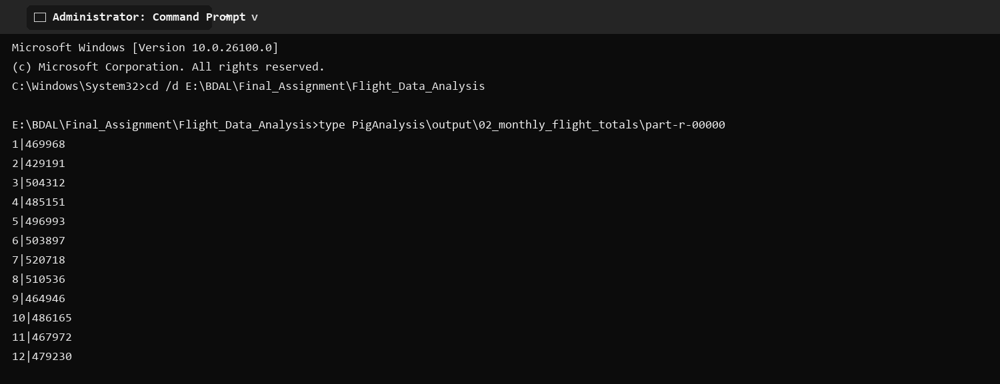 Administrator: Command Prompt v
Microsoft Windows [Version 10.0.26100.0]
(c) Microsoft Corporation. All rights reserved.
C:\Windows\System32>cd /d E:\BDAL\Final_Assignment\Flight_Data_Analysis
E:\BDAL\Final_Assignment\Flight_Data_Analysis>type PigAnalysis\output\02_monthly_flight_totals\part-r-00000
1|469968
2|429191
3|504312
4|485151
5|496993
6|503897
7|520718
8|510536
9|464946
10|486165
11|467972
12|479230